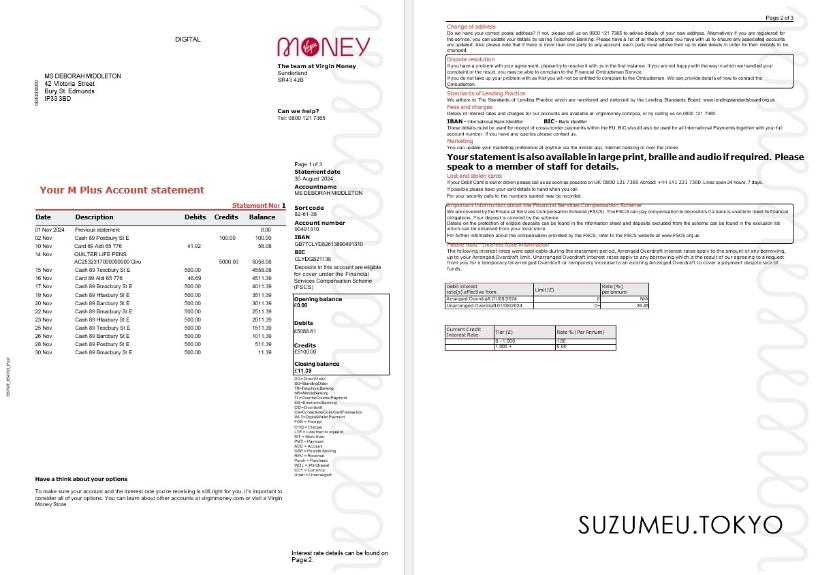 DIGITAL
Virgin
MONEY
The team at Virgin Money
Sunderland
SR43 4JB
MS DEBORAH MIDDLETON
42 Victoria Street
Bury St. Edmunds
IP33 3BD
Can we help?
Tel: 0800 121 7365
Page 1 of 3
Statement date
30 August 2024
Account name
MS DEBORAH MIDDLETON
Sort code
82-61-38
Account number
90491310
IBAN
BIC
CLYDGB21138
Deposits in this account are eligible
for cover under the Financial
Services Compensation Scheme
(FSCS)
Your M Plus Account statement
Statement No: 1
Date Description Debits Credits Balance
01 Nov 2024 Previous statement 0.00
02 Nov Cash 89 Postbury St E 100.00 100.00
10 Nov Card 89 Aldi 65 776 41.92 58.08
14 Nov QUILTER LIFE PENS
AC2532317000000000 Giro 5000.00 5058.08
15 Nov Cash 89 Texcbury St E 500.00 4558.08
16 Nov Card 89 Aldi 65 776 46.69 4511.39
17 Nov Cash 89 Bmacbury St E 500.00 4011.39
19 Nov Cash 89 Haxbury St E 500.00 3511.39
20 Nov Cash 89 Barcbury St E 500.00 3011.39
22 Nov Cash 89 Bmacbury St E 500.00 2511.39
23 Nov Cash 89 Mascbury St E 500.00 2011.39
25 Nov Cash 89 Texcbury St E 500.00 1511.39
26 Nov Cash 89 Barcbury St E 500.00 1011.39
28 Nov Cash 89 Postbury St E 500.00 511.39
30 Nov Cash 89 Bmacbury St E 500.00 11.39
Opening balance
£0.00
Debits
£5088.61
Credits
£5100.00
Closing balance
£11.39
Have a think about your options
To make sure your account and the interest rate you're receiving is still right for you, it's important to
consider all of your options. You can learn about other accounts at virginmoney.com or visit a Virgin
Money Store.
Interest rate details can be found on
Page 2.
Page 2 of 3
Change of address
Do we have your correct postal address? If not, please call us on 0800 121 7365 to advise details of your new address. Alternatively if you are registered for
the service, you can update your details by calling Telephone Banking. Please have a list of all the products you have with us to ensure any associated accounts
are updated. Also please note that if there is more than one party to any account, each party must advise their up to date details in order for their records to be
changed.
Dispute resolution
If you have a problem with your agreement, please try to resolve it with us in the first instance. If you are not happy with the way in which we handled your
complaint or the result, you may be able to complain to the Financial Ombudsman Service.
If you do not take up your problem with us first you will not be entitled to complain to the Ombudsman. We can provide details of how to contact the
Ombudsman.
Standards of Lending Practice
We adhere to The Standards of Lending Practice which are monitored and enforced by the Lending Standards Board: www.lendingstandardsboard.org.uk
Fees and charges
Details of interest rates and charges for our accounts are available at virginmoney.com, or by calling us on 0800 121 7365.
IBAN - International Bank Identifier BIC - Bank Identifier
These details must be used for receipt of cross-border payments within the EU. BIC should also be used for all International Payments together with your full
account number. If you have any queries please contact us.
Marketing
You can update your marketing preference at anytime via the mobile app, internet banking or over the phone.
Your statement is also available in large print, braille and audio if required. Please
speak to a member of staff for details.
Lost and stolen cards
If your Debit Card is lost or stolen please call us as soon as possible on UK: 0800 121 7365 Abroad: +44 141 221 7300. Lines open 24 hours, 7 days.
If possible please have your card details to hand when you call.
For your security calls to the numbers quoted may be recorded.
Important information about the Financial Services Compensation Scheme
We are covered by the Financial Services Compensation Scheme (FSCS). The FSCS can pay compensation to depositors if a bank is unable to meet its financial
obligations. Your deposit is covered by the scheme.
Details on the protection of eligible deposits can be found in the information sheet and deposits excluded from the scheme can be found in the exclusion list
which can be obtained from your local store.
For further information about the compensation provided by the FSCS, refer to the FSCS website at www.FSCS.org.uk
Please read - Interest Rate Information
The following interest rates were applicable during the statement period. Arranged Overdraft interest rates apply to the amount of any borrowing,
up to your Arranged Overdraft limit. Unarranged Overdraft interest rates apply to any borrowing which is the result of our agreeing to a request
from you for a temporary Unarranged Overdraft or temporary increase to an existing Arranged Overdraft to cover a payment despite lack of
funds.
Debit Interest
rate(s) effective from Limit (£) Rate (%)
per annum
Arranged Overdraft 01/08/2024 0 N/A
Unarranged Overdraft 01/08/2024 0+
Current Credit
Interest Rate Tier (£) Rate % (Per Annum)
0 - 1,000 1.00
1,000 + 0.00
SUZUMEU.TOKYO